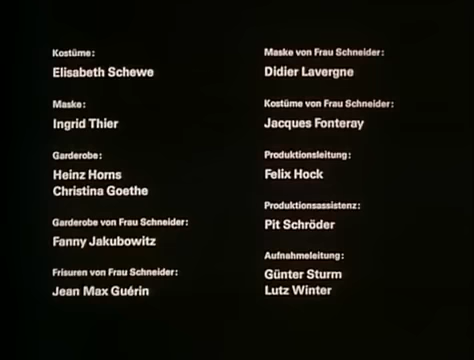 Kostüme:
Elisabeth Schewe
Maske:
Ingrid Thier
Garderobe:
Heinz Horns
Christina Goethe
Garderobe von Frau Schneider:
Fanny Jakubowitz
Frisuren von Frau Schneider:
Jean Max Guérin
Maske von Frau Schneider:
Didier Lavergne
Kostüme von Frau Schneider:
Jacques Fonteray
Produktionsleitung:
Felix Hock
Produktionsassistenz:
Pit Schröder
Aufnahmeleitung:
Günter Sturm
Lutz Winter